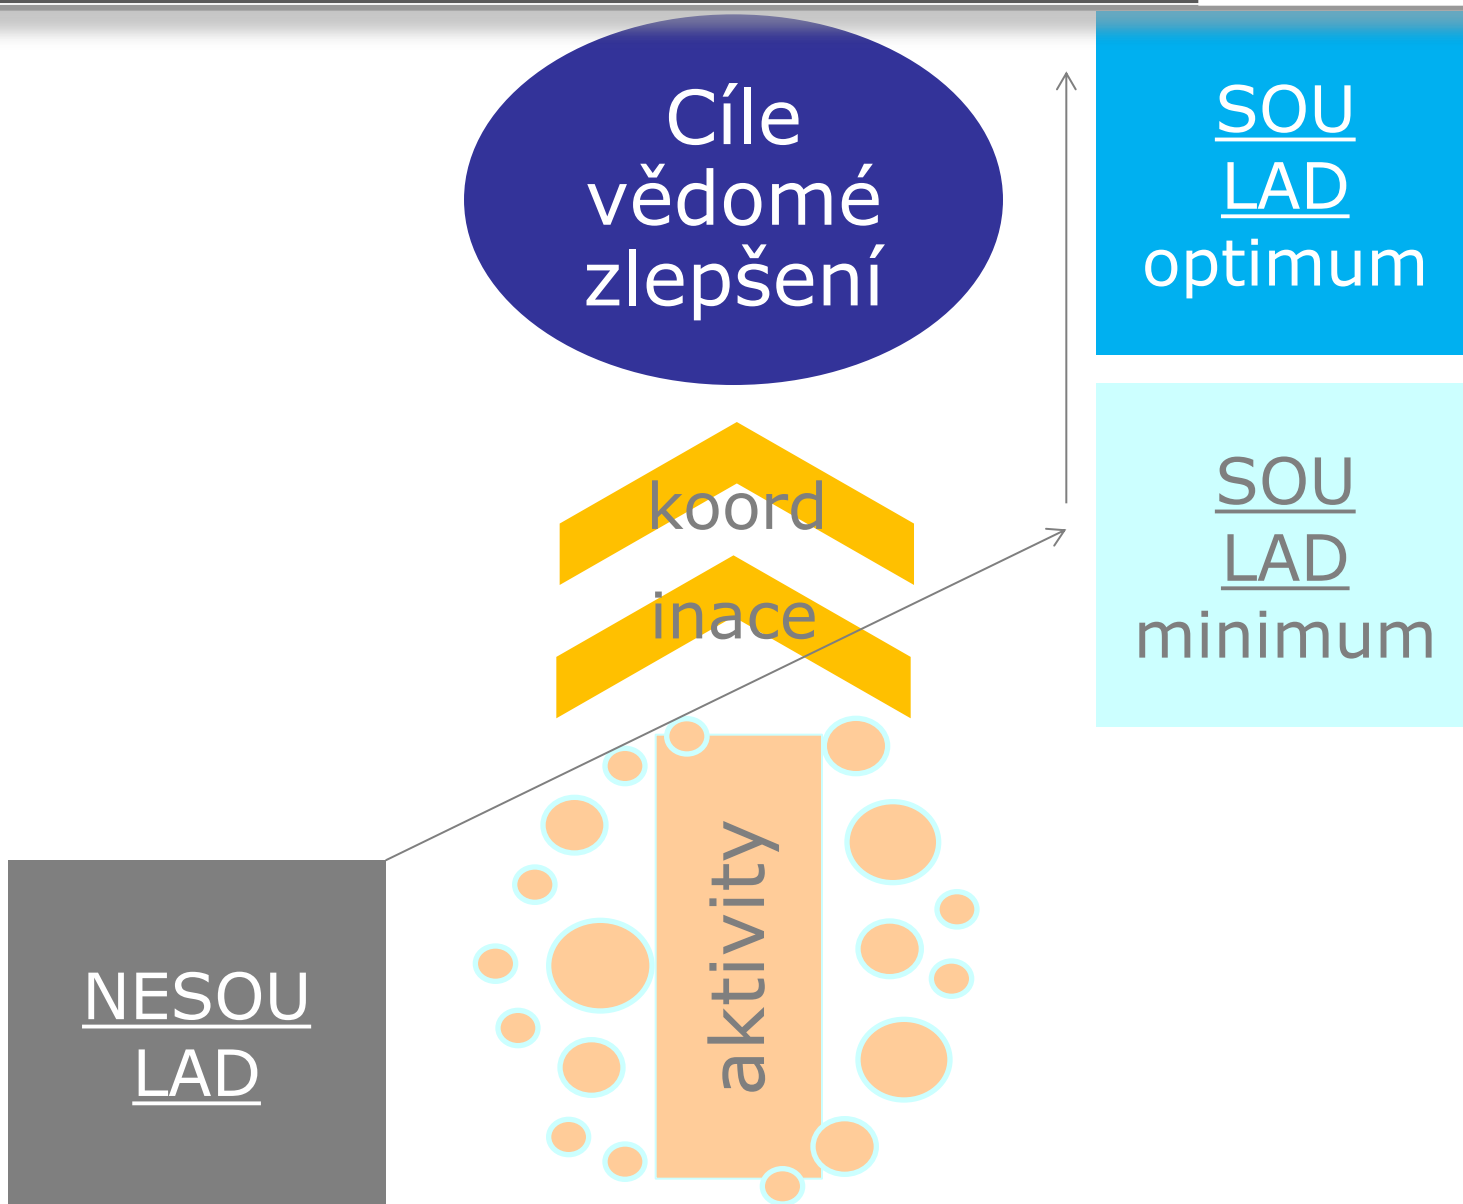 Cíle
vědomé
zlepšení
SOU
LAD
optimum
koord
inace
SOU
LAD
minimum
aktivity
NESOU
LAD